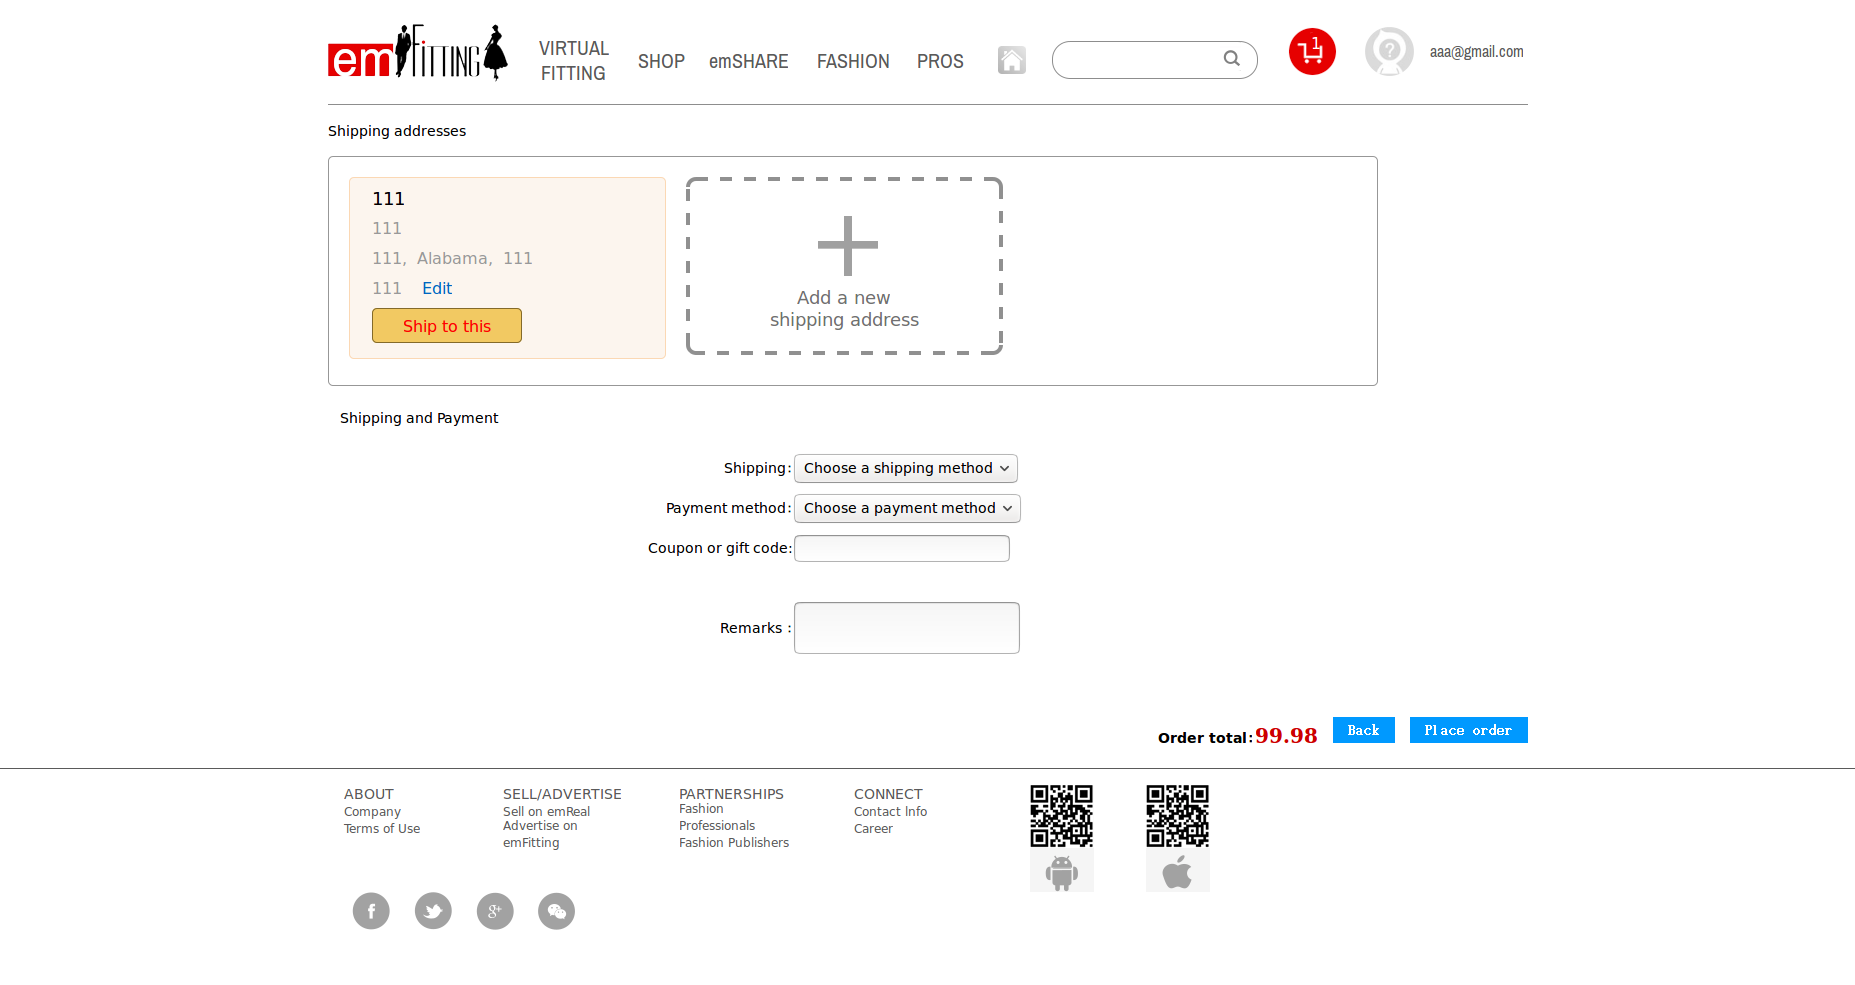 em FITTING
VIRTUAL
FITTING
SHOP
emSHARE
FASHION
PROS
1
?
aaa@gmail.com
Shipping addresses
111
111
111, Alabama, 111
111 Edit
Ship to this
Add a new
shipping address
Shipping and Payment
Shipping: Choose a shipping method
Payment method: Choose a payment method
Coupon or gift code:
Remarks :
Order total: 99.98 Back Place order
ABOUT
Company
Terms of Use
SELL/ADVERTISE
Sell on emReal
Advertise on
emFitting
PARTNERSHIPS
Fashion
Professionals
Fashion Publishers
CONNECT
Contact Info
Career
f
g+